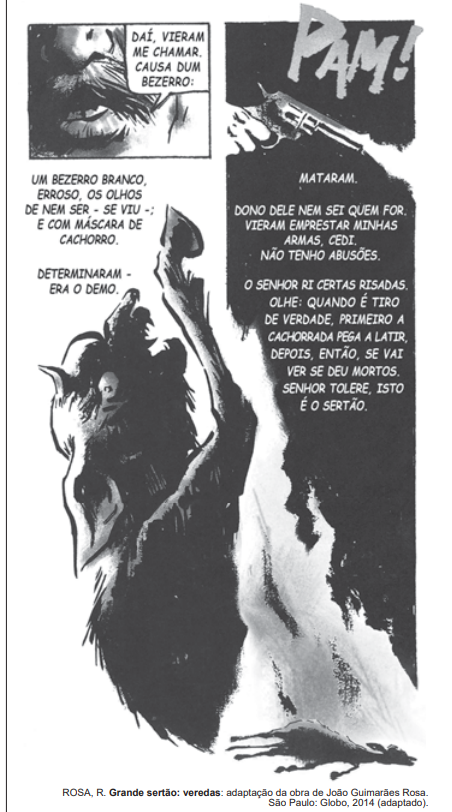 DAÍ, VIERAM
ME CHAMAR.
CAUSA DUM
BEZERRO:
PAM!
UM BEZERRO BRANCO,
ERROSO, OS OLHOS
DE NEM SER - SE VIU -;
E COM MÁSCARA DE
CACHORRO.
DETERMINARAM -
ERA O DEMO.
MATARAM.
DONO DELE NEM SEI QUEM FOR.
VIERAM EMPRESTAR MINHAS
ARMAS, CEDI.
NÃO TENHO ABUSÕES.
O SENHOR RI CERTAS RISADAS.
OLHE: QUANDO É TIRO
DE VERDADE, PRIMEIRO A
CACHORRADA PEGA A LATIR,
DEPOIS, ENTÃO, SE VAI
VER SE DEU MORTOS.
SENHOR TOLERE, ISTO
É O SERTÃO.
ROSA, R. Grande sertão: veredas: adaptação da obra de João Guimarães Rosa.
São Paulo: Globo, 2014 (adaptado).